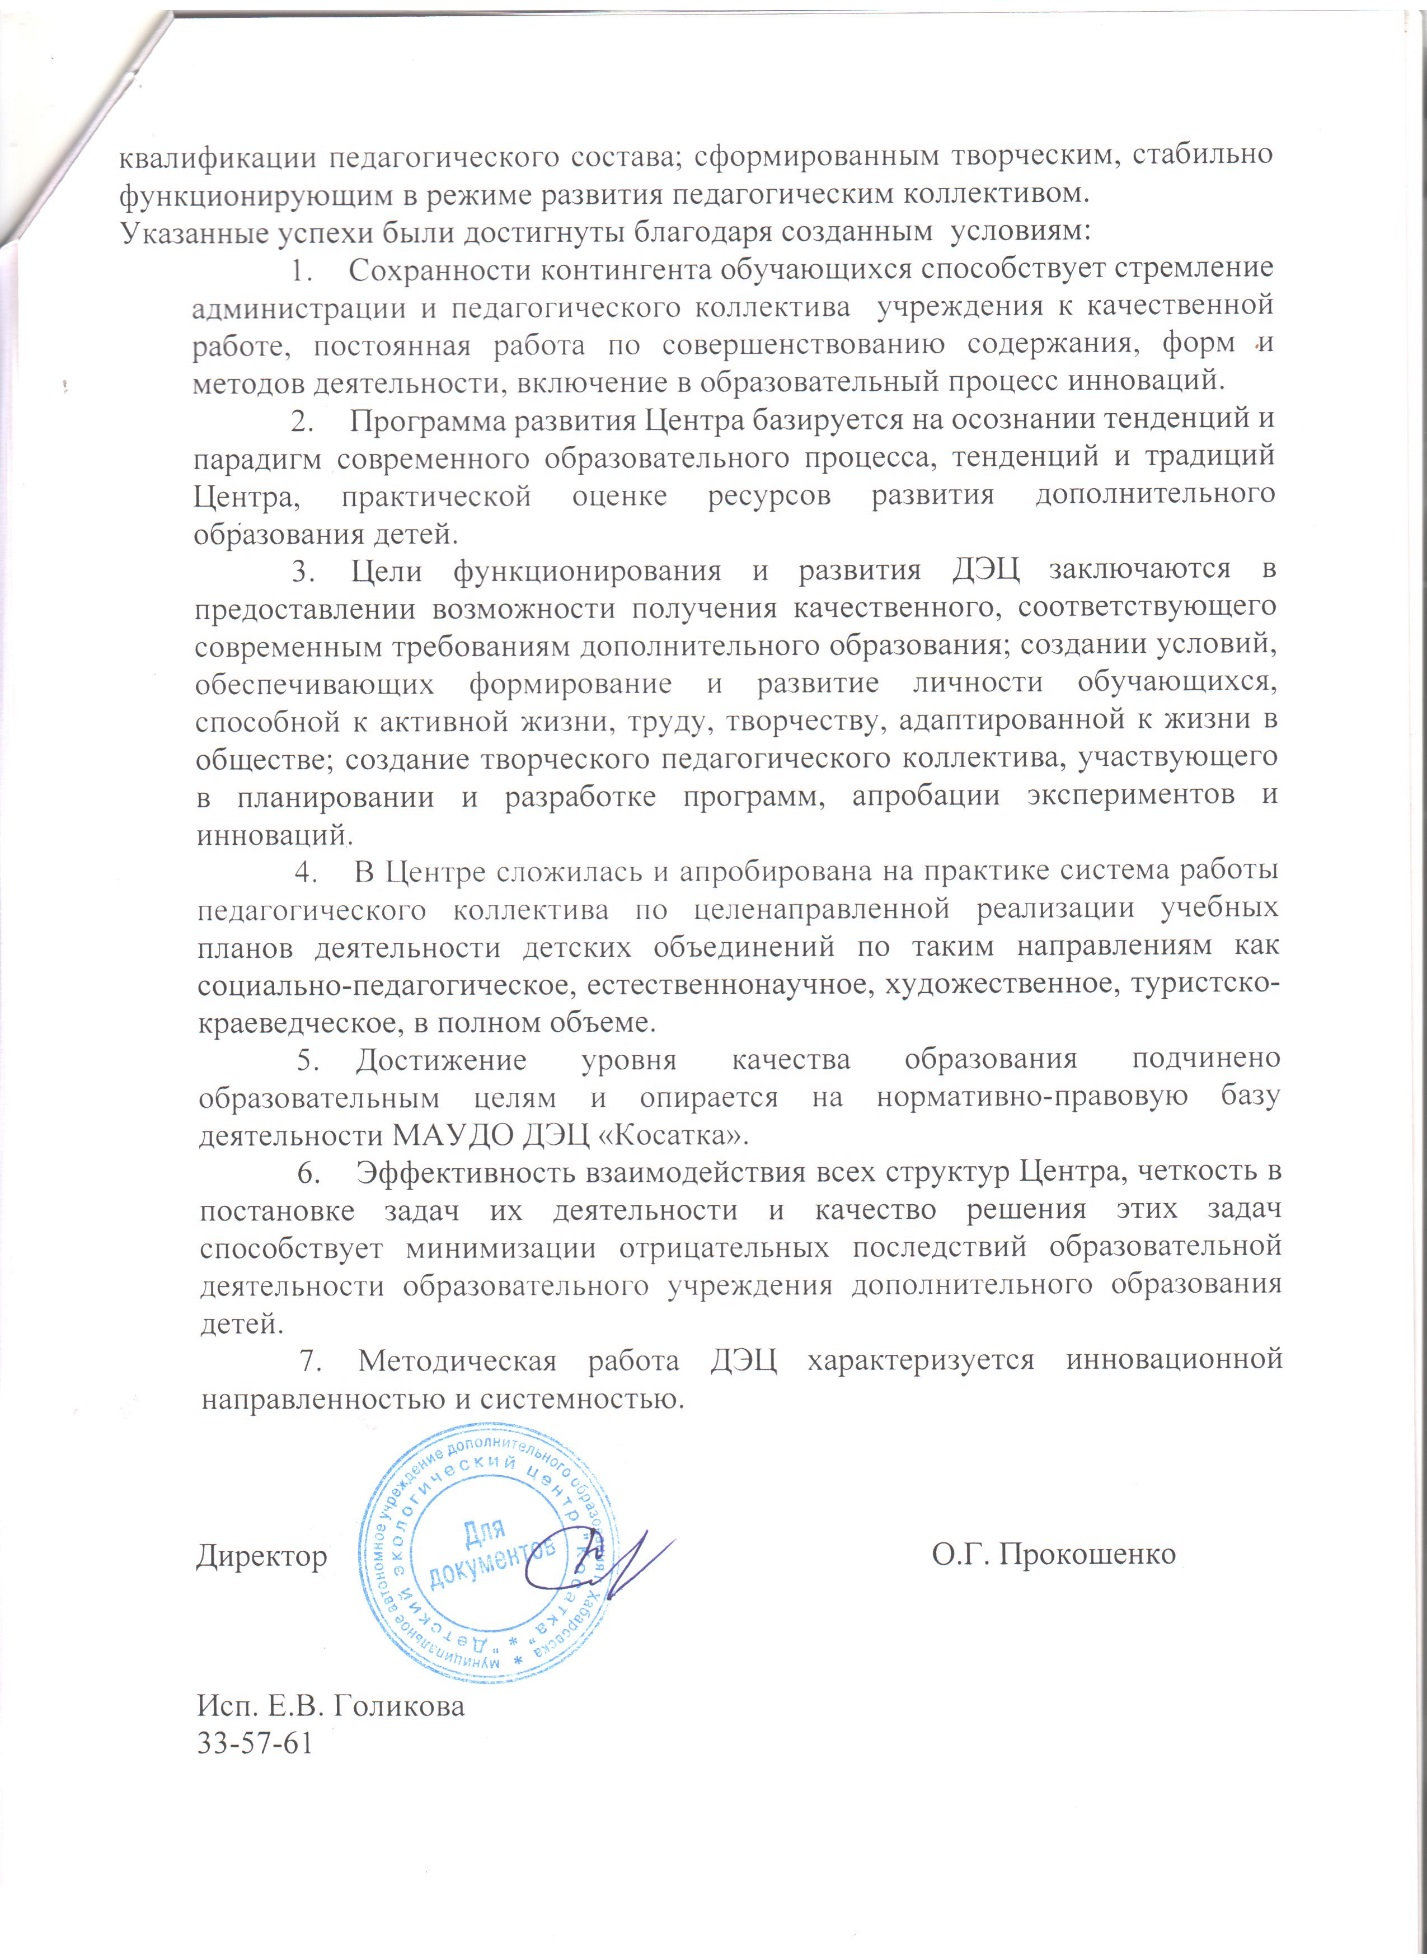 квалификации педагогического состава; сформированным творческим, стабильно
функционирующим в режиме развития педагогическим коллективом.
Указанные успехи были достигнуты благодаря созданным условиям:
1. Сохранности контингента обучающихся способствует стремление
администрации и педагогического коллектива учреждения к качественной
работе, постоянная работа по совершенствованию содержания, форм и
методов деятельности, включение в образовательный процесс инноваций.
2. Программа развития Центра базируется на осознании тенденций и
парадигм современного образовательного процесса, тенденций и традиций
Центра, практической оценке ресурсов развития дополнительного
образования детей.
3. Цели функционирования и развития ДЭЦ заключаются в
предоставлении возможности получения качественного, соответствующего
современным требованиям дополнительного образования; создании условий,
обеспечивающих формирование и развитие личности обучающихся,
способной к активной жизни, труду, творчеству, адаптированной к жизни в
обществе; создание творческого педагогического коллектива, участвующего
в планировании и разработке программ, апробации экспериментов и
инноваций.
4. В Центре сложилась и апробирована на практике система работы
педагогического коллектива по целенаправленной реализации учебных
планов деятельности детских объединений по таким направлениям как
социально-педагогическое, естественнонаучное, художественное, туристско-
краеведческое, в полном объеме.
5. Достижение уровня качества образования подчинено
образовательным целям и опирается на нормативно-правовую базу
деятельности МАУДО ДЭЦ «Косатка».
6. Эффективность взаимодействия всех структур Центра, четкость в
постановке задач их деятельности и качество решения этих задач
способствует минимизации отрицательных последствий образовательной
деятельности образовательного учреждения дополнительного образования
детей.
7. Методическая работа ДЭЦ характеризуется инновационной
направленностью и системностью.
муниципальное автономное учреждение дополнительного образования г. Хабаровска *
"Детский экологический центр "Косатка" *
Для
документов
Директор О.Г. Прокошенко
Исп. Е.В. Голикова
33-57-61